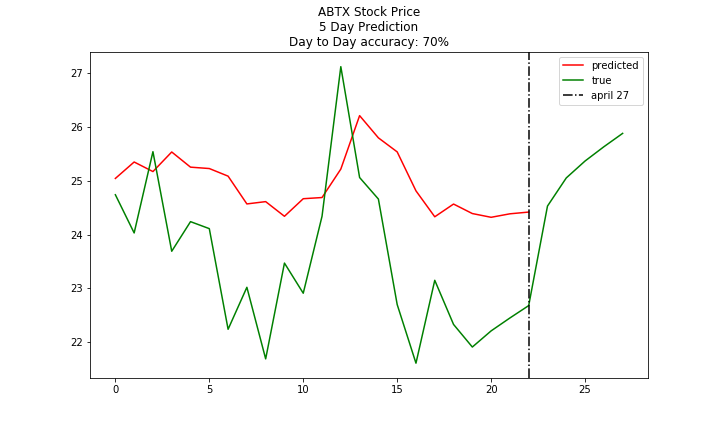 ABTX Stock Price
5 Day Prediction
Day to Day accuracy: 70%
predicted
true
april 27
27
26
25
24
23
22
0 5 10 15 20 25